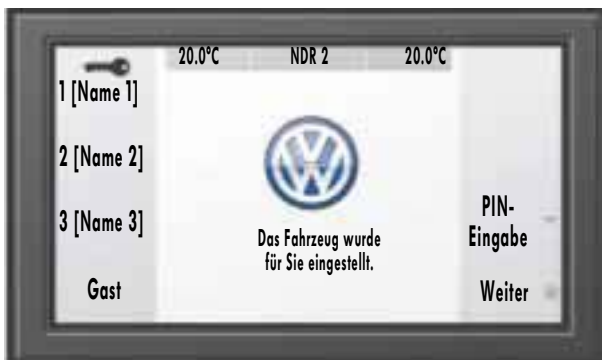 20.0°C NDR 2 20.0°C
1 [Name 1]
2 [Name 2]
3 [Name 3]
Gast
Das Fahrzeug wurde
für Sie eingestellt.
PIN-
Eingabe
Weiter